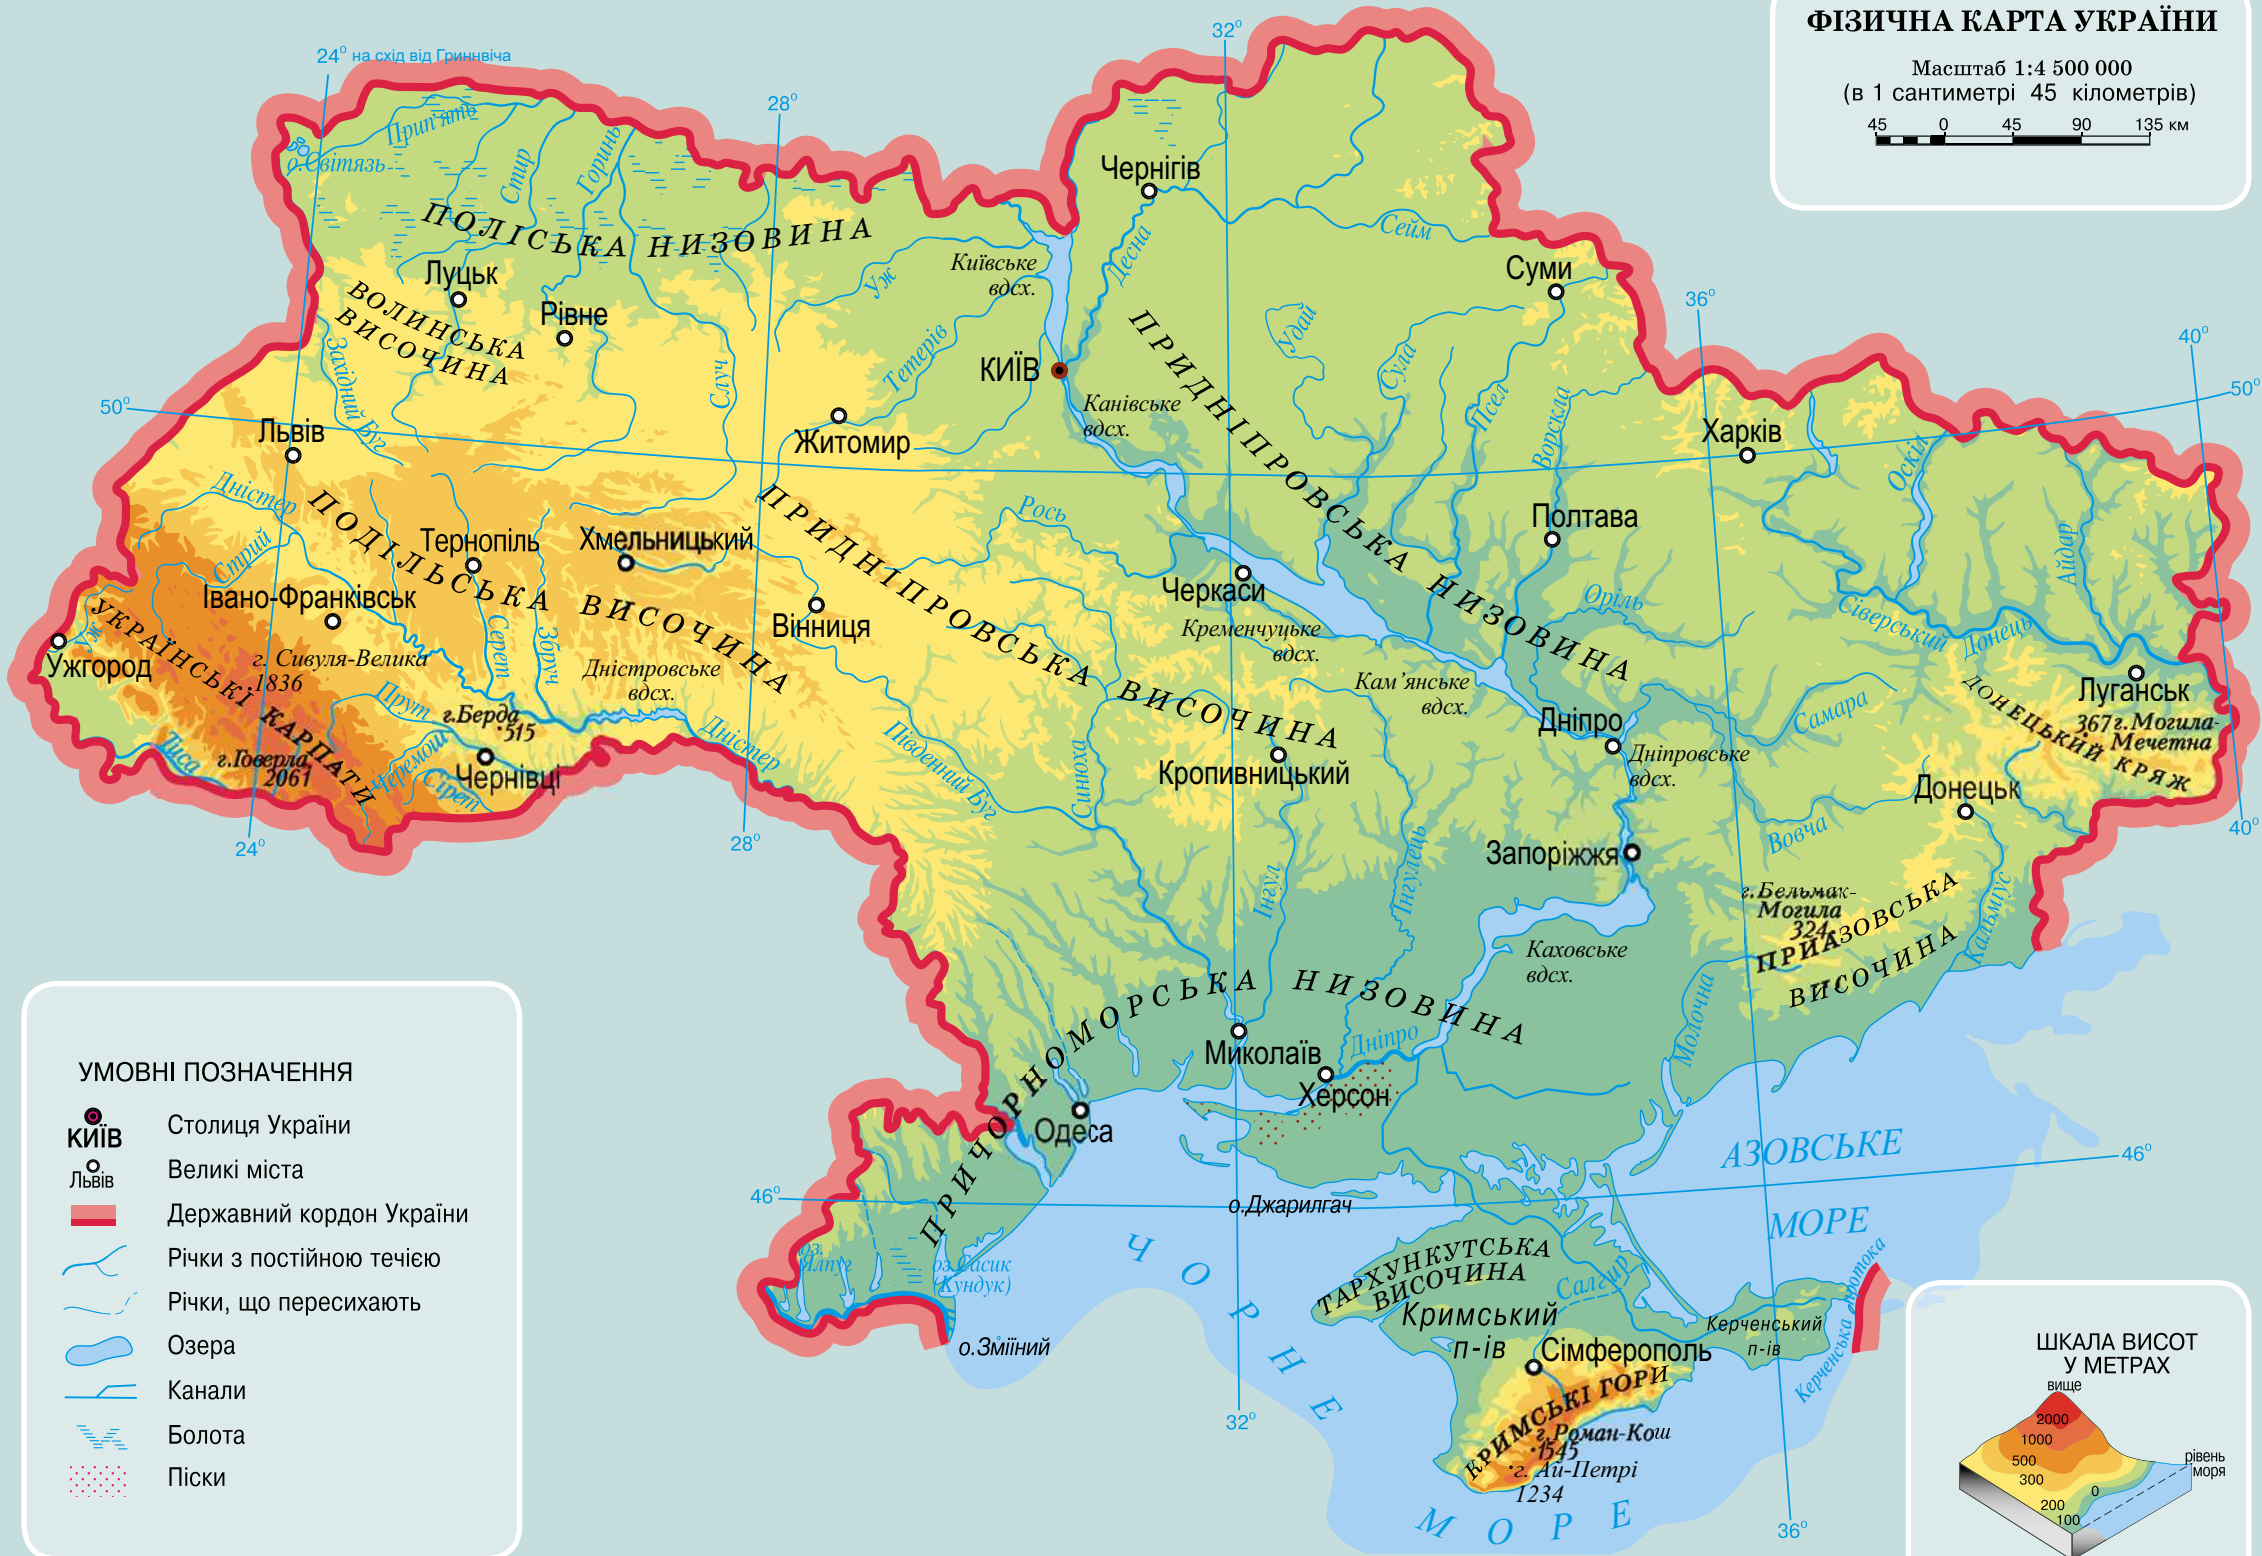 ФІЗИЧНА КАРТА УКРАЇНИ
Масштаб 1:4 500 000
(в 1 сантиметрі 45 кілометрів)
45 0 45 90 135 км
24° на схід від Гринвіча
28°
32°
36°
40°
50°
50°
Прип'ять
о.Світязь
Стир
Горинь
ПОЛІСЬКА НИЗОВИНА
Чернігів
Десна
Сейм
Суми
Київське
вдсх.
Уж
Луцьк
Рівне
ВОЛИНСЬКА
ВИСОЧИНА
Західний Буг
Случ
Тетерів
КИЇВ
Канівське
вдсх.
Удай
Сула
Псел
Ворскла
ПРИДНІПРОВСЬКА НИЗОВИНА
Харків
Оскіл
Айдар
Львів
Житомир
Дністер
Стрий
ПОДІЛЬСЬКА ВИСОЧИНА
Тернопіль
Хмельницький
ПРИДНІПРОВСЬКА ВИСОЧИНА
Рось
Полтава
Черкаси
Кременчуцьке
вдсх.
Оріль
Сіверський Донець
Івано-Франківськ
Вінниця
Серет
Збруч
Ужгород
Уж
УКРАЇНСЬКІ КАРПАТИ
г. Сивуля-Велика
1836
Дністровське
вдсх.
Прут
г.Берда
515
Дністер
Південний Буг
Синюха
Кам’янське
вдсх.
Дніпро
Дніпровське
вдсх.
Самара
ДОНЕЦЬКИЙ КРЯЖ
Луганськ
367 г.Могила-
Мечетна
Тиса
г.Говерла
2061
Черемош
Сірет
Чернівці
Кропивницький
Донецьк
Вовча
Запоріжжя
Інгул
Інгулець
г.Бельмак-
Могила
324
ПРИАЗОВСЬКА
ВИСОЧИНА
Кальміус
Каховське
вдсх.
Молочна
24°
28°
40°
ПРИЧОРНОМОРСЬКА НИЗОВИНА
Миколаїв
Дніпро
Херсон
Одеса
46°
46°
АЗОВСЬКЕ
МОРЕ
о.Джарилгач
оз.
Ялпуг
оз.Сасик
(Кундук)
о.Зміїний
ЧОРНЕ
МОРЕ
ТАРХУНКУТСЬКА
ВИСОЧИНА
Салгир
Кримський
п-ів
Керченський
п-ів
Керченська протока
Сімферополь
КРИМСЬКІ ГОРИ
г.Роман-Кош
1545
г. Ай-Петрі
1234
32°
36°
УМОВНІ ПОЗНАЧЕННЯ
КИЇВ Столиця України
Львів Великі міста
Державний кордон України
Річки з постійною течією
Річки, що пересихають
Озера
Канали
Болота
Піски
ШКАЛА ВИСОТ
У МЕТРАХ
вище
2000
1000
500
300
200
100
0
рівень
моря